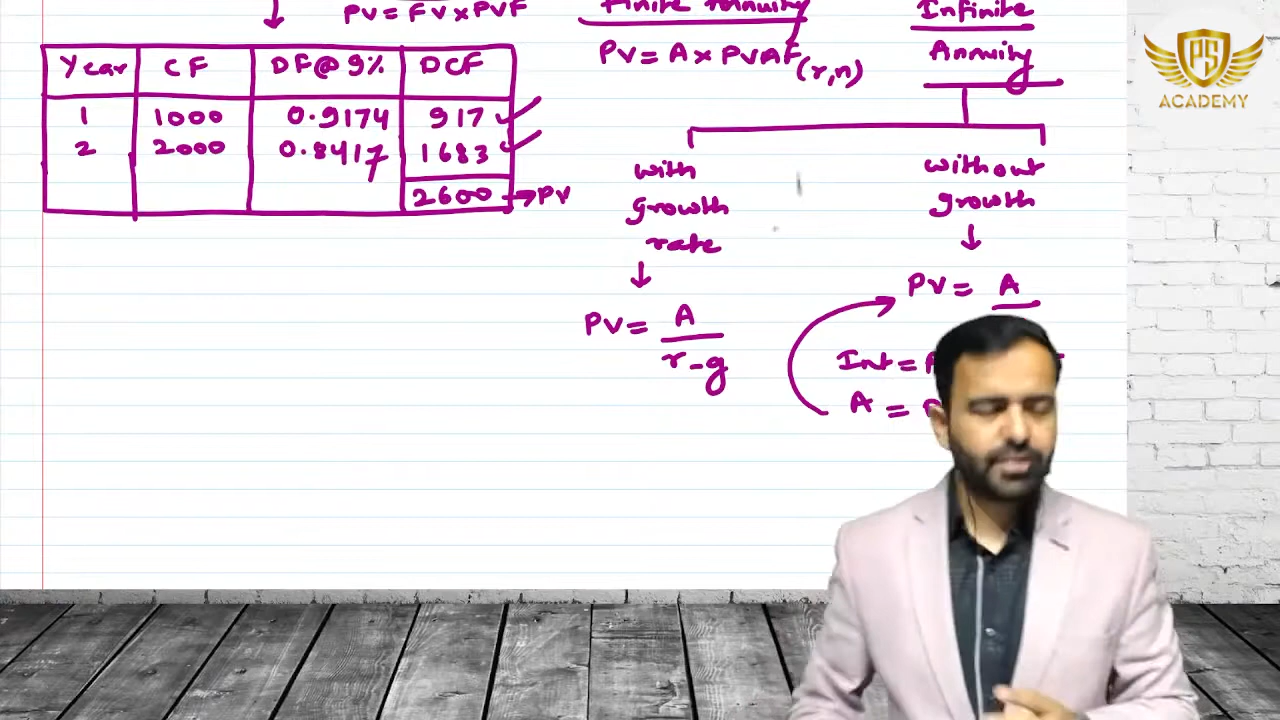 PV = FV x PVF
Year CF DF@9% DCF
1 1000 0.9174 917
2 2000 0.8417 1683
2600 → PV
Finite Annuity
PV = A x PVAF(r,n)
Infinite
Annuity
with
growth
rate
PV = A
r-g
without
growth
PV = A
Int =
A =
PS
ACADEMY